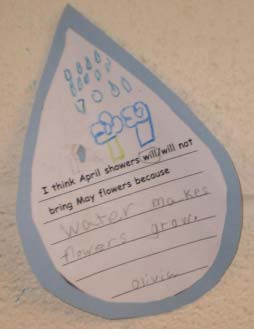 I think April showers will/will not
bring May flowers because
water makes
flowers grow.
Olivia